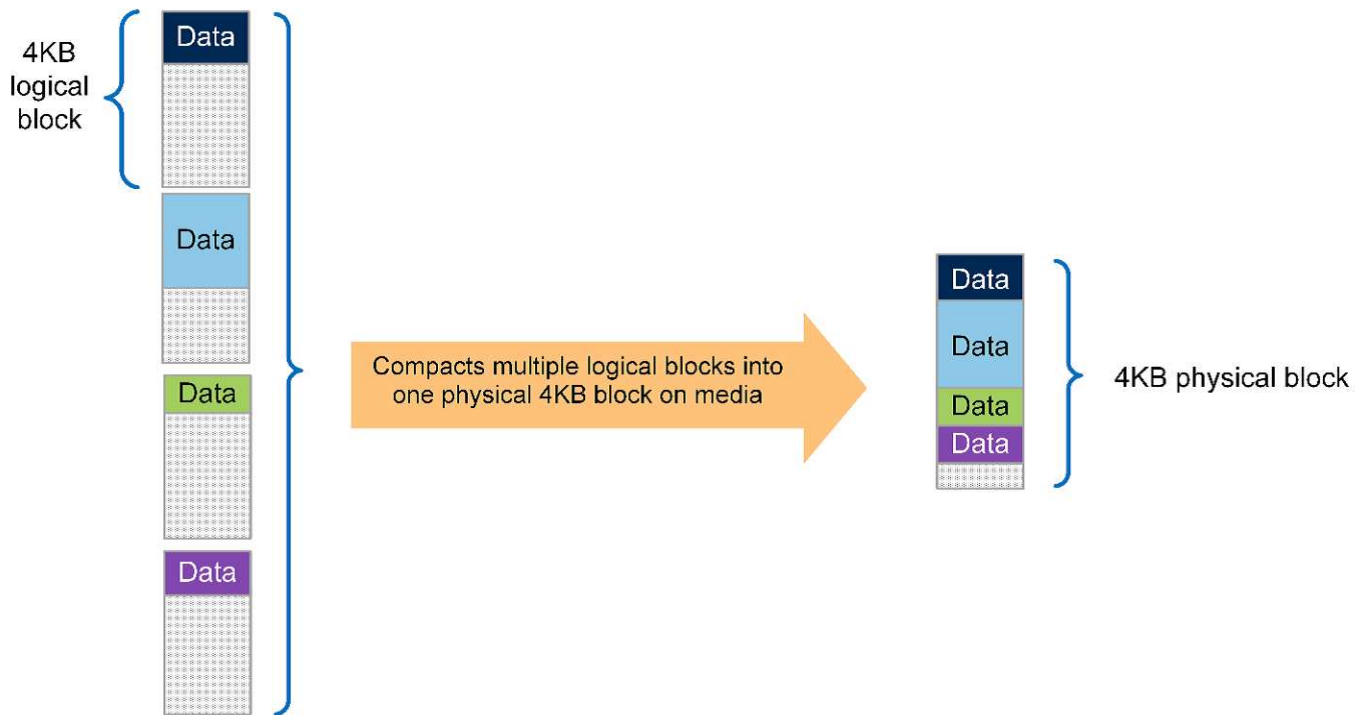 4KB
logical
block
Data
Data
Data
Data
Compacts multiple logical blocks into
one physical 4KB block on media
Data
Data
Data
Data
4KB physical block